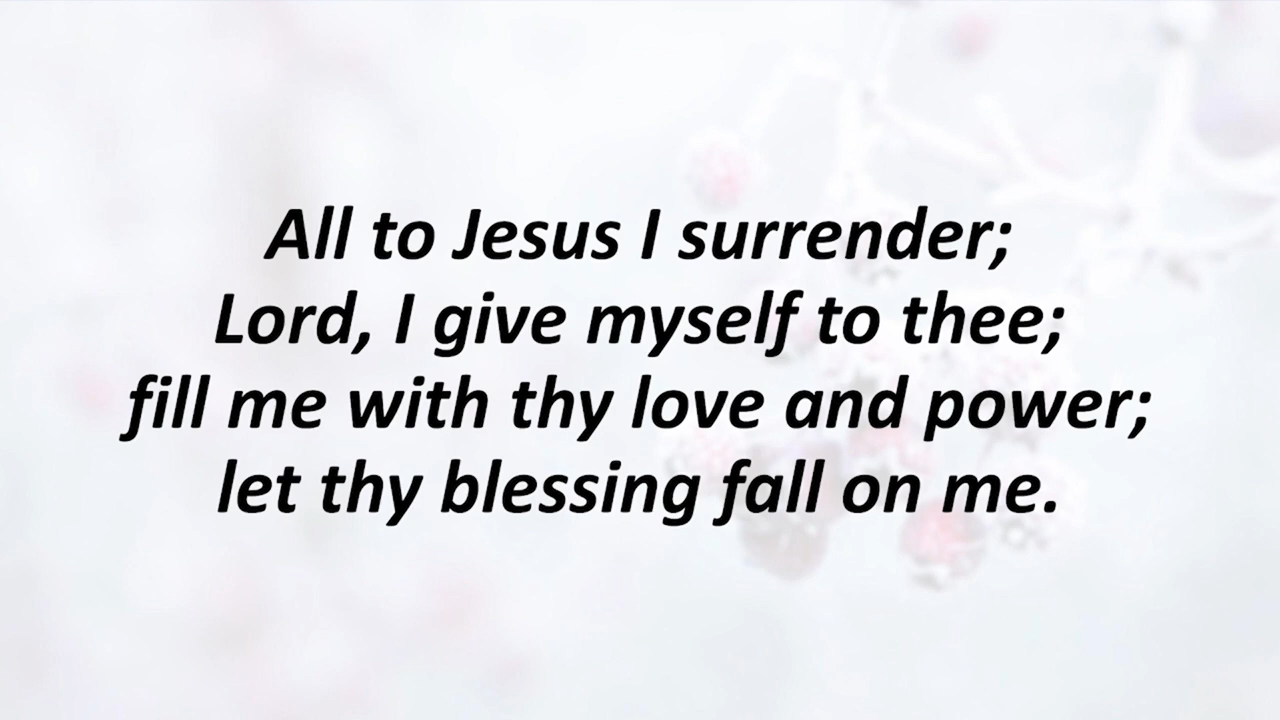 All to Jesus I surrender;
Lord, I give myself to thee;
fill me with thy love and power;
let thy blessing fall on me.